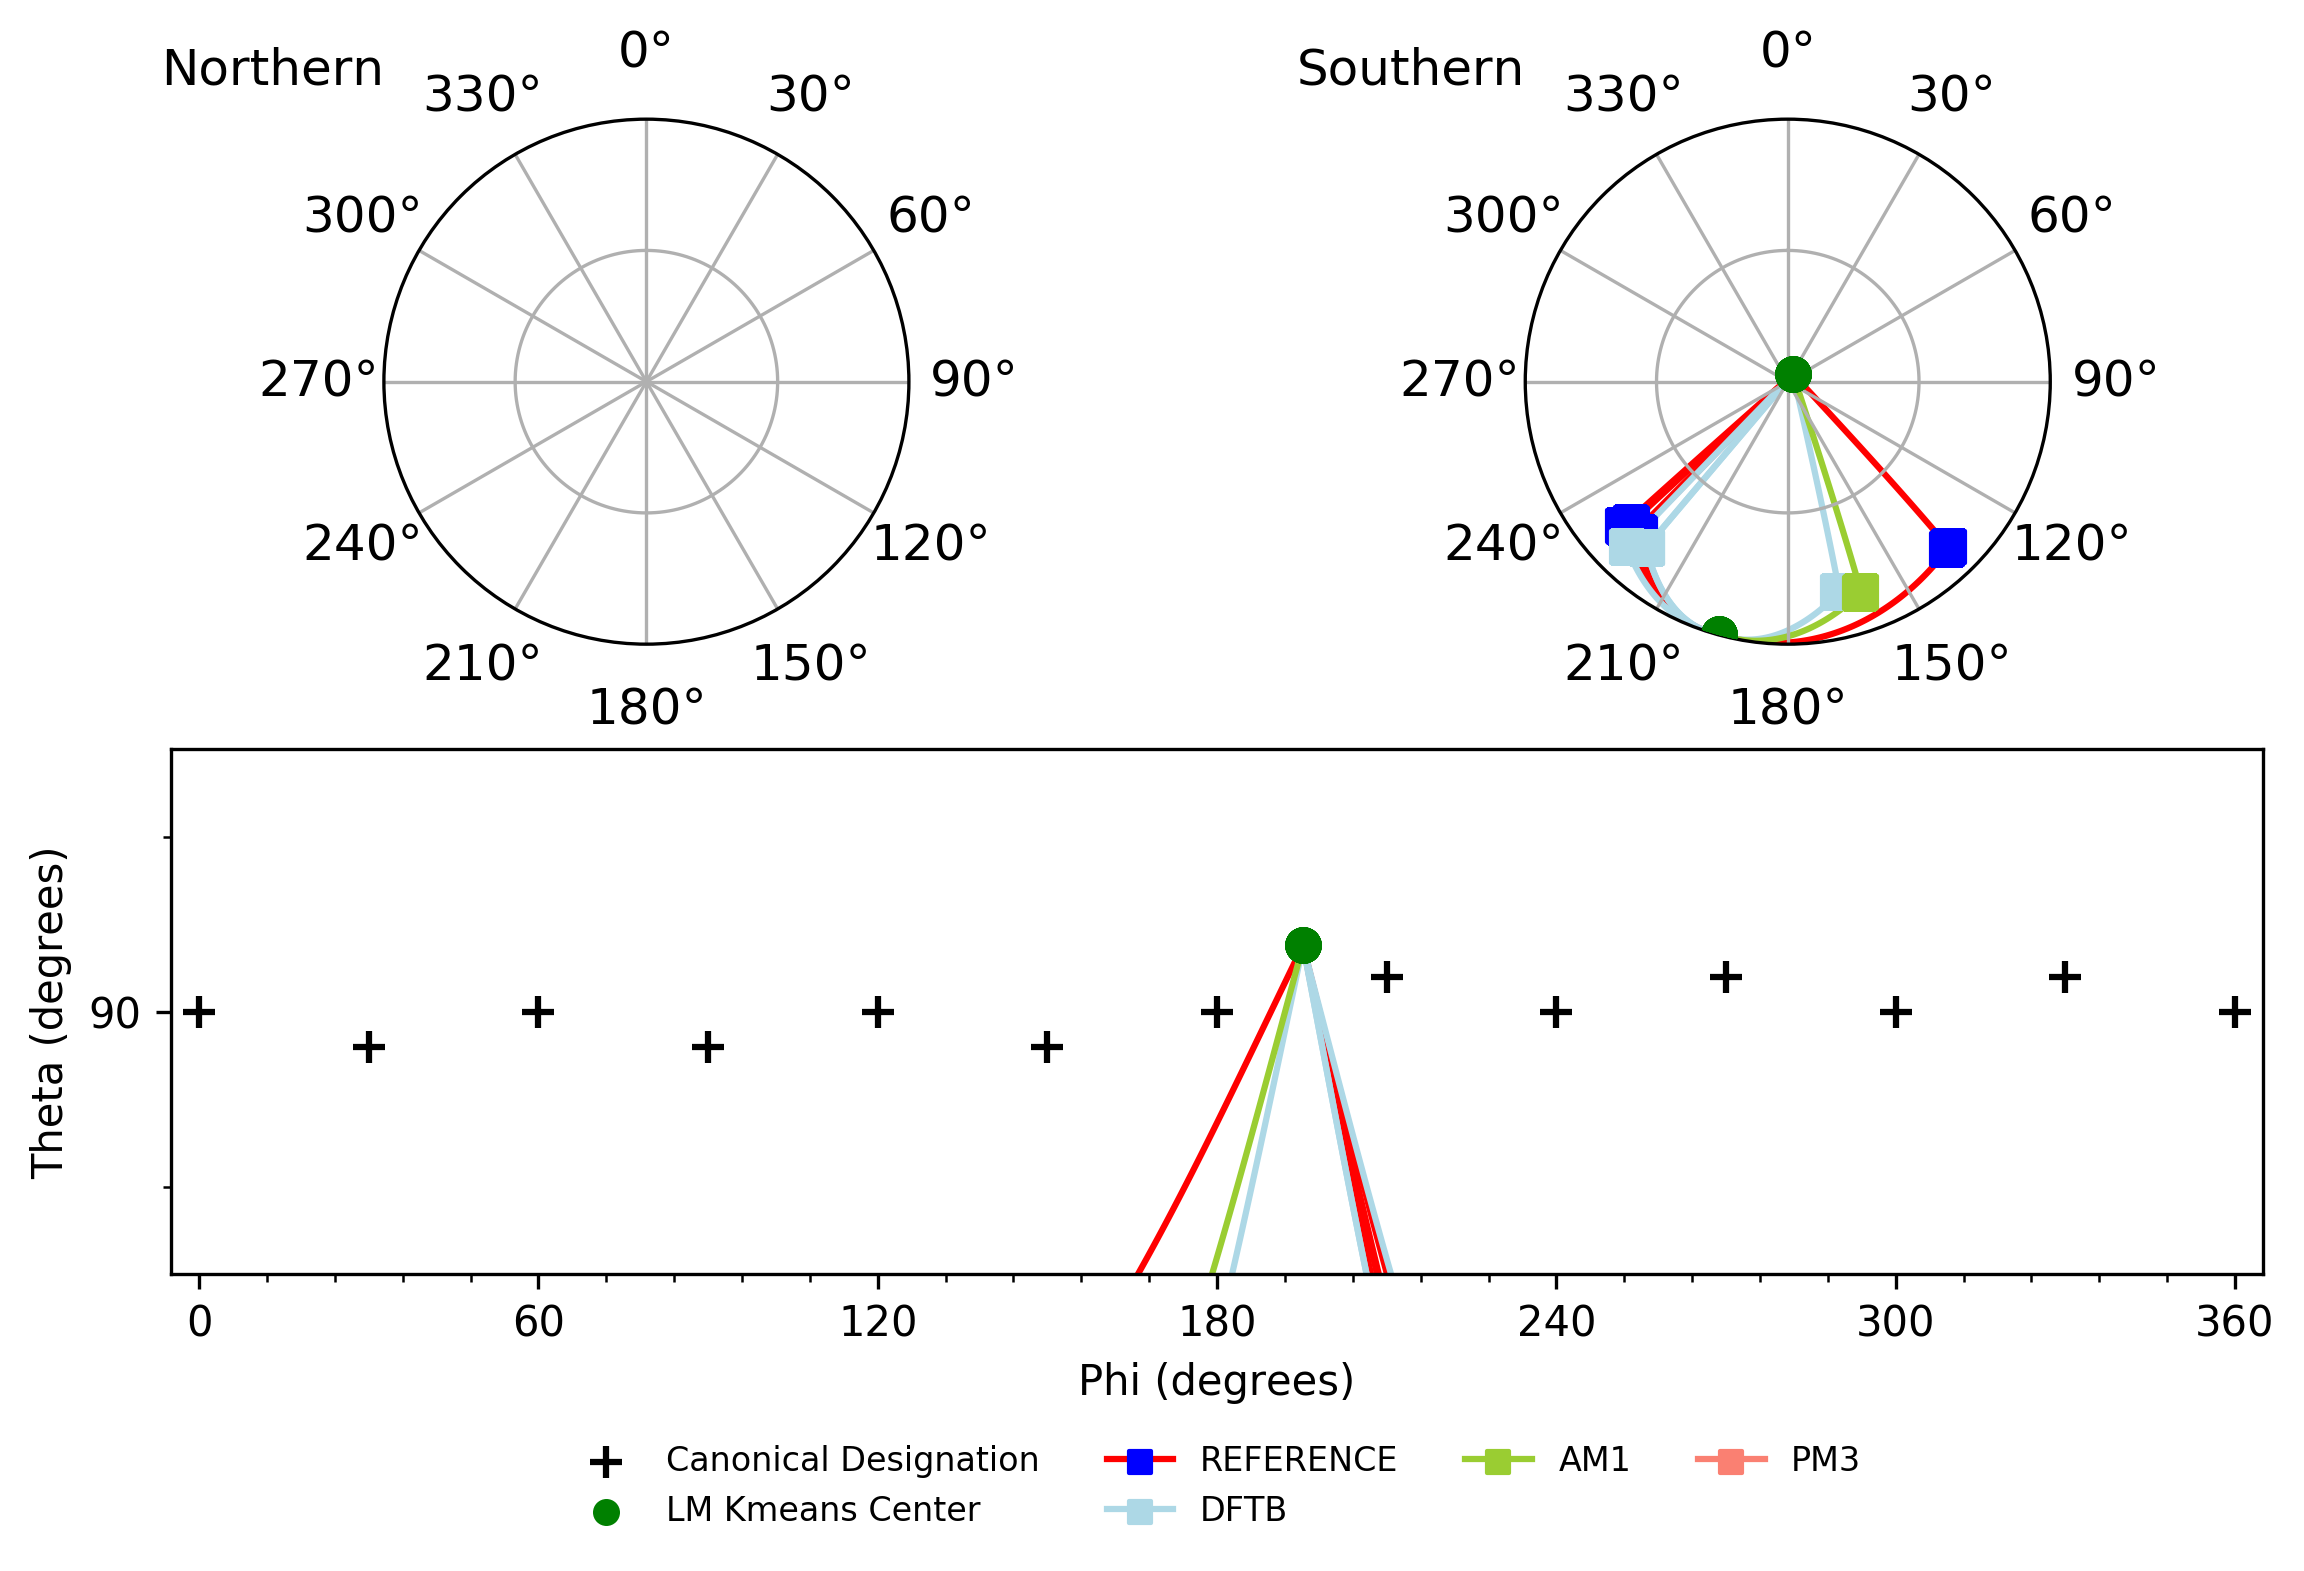 Northern
0°
330°
30°
300°
60°
270°
90°
240°
120°
210°
150°
180°
Southern
0°
330°
30°
300°
60°
270°
90°
240°
120°
210°
150°
180°
Theta (degrees)
90
0 60 120 180 240 300 360
Phi (degrees)
Canonical Designation
LM Kmeans Center
REFERENCE
DFTB
AM1
PM3